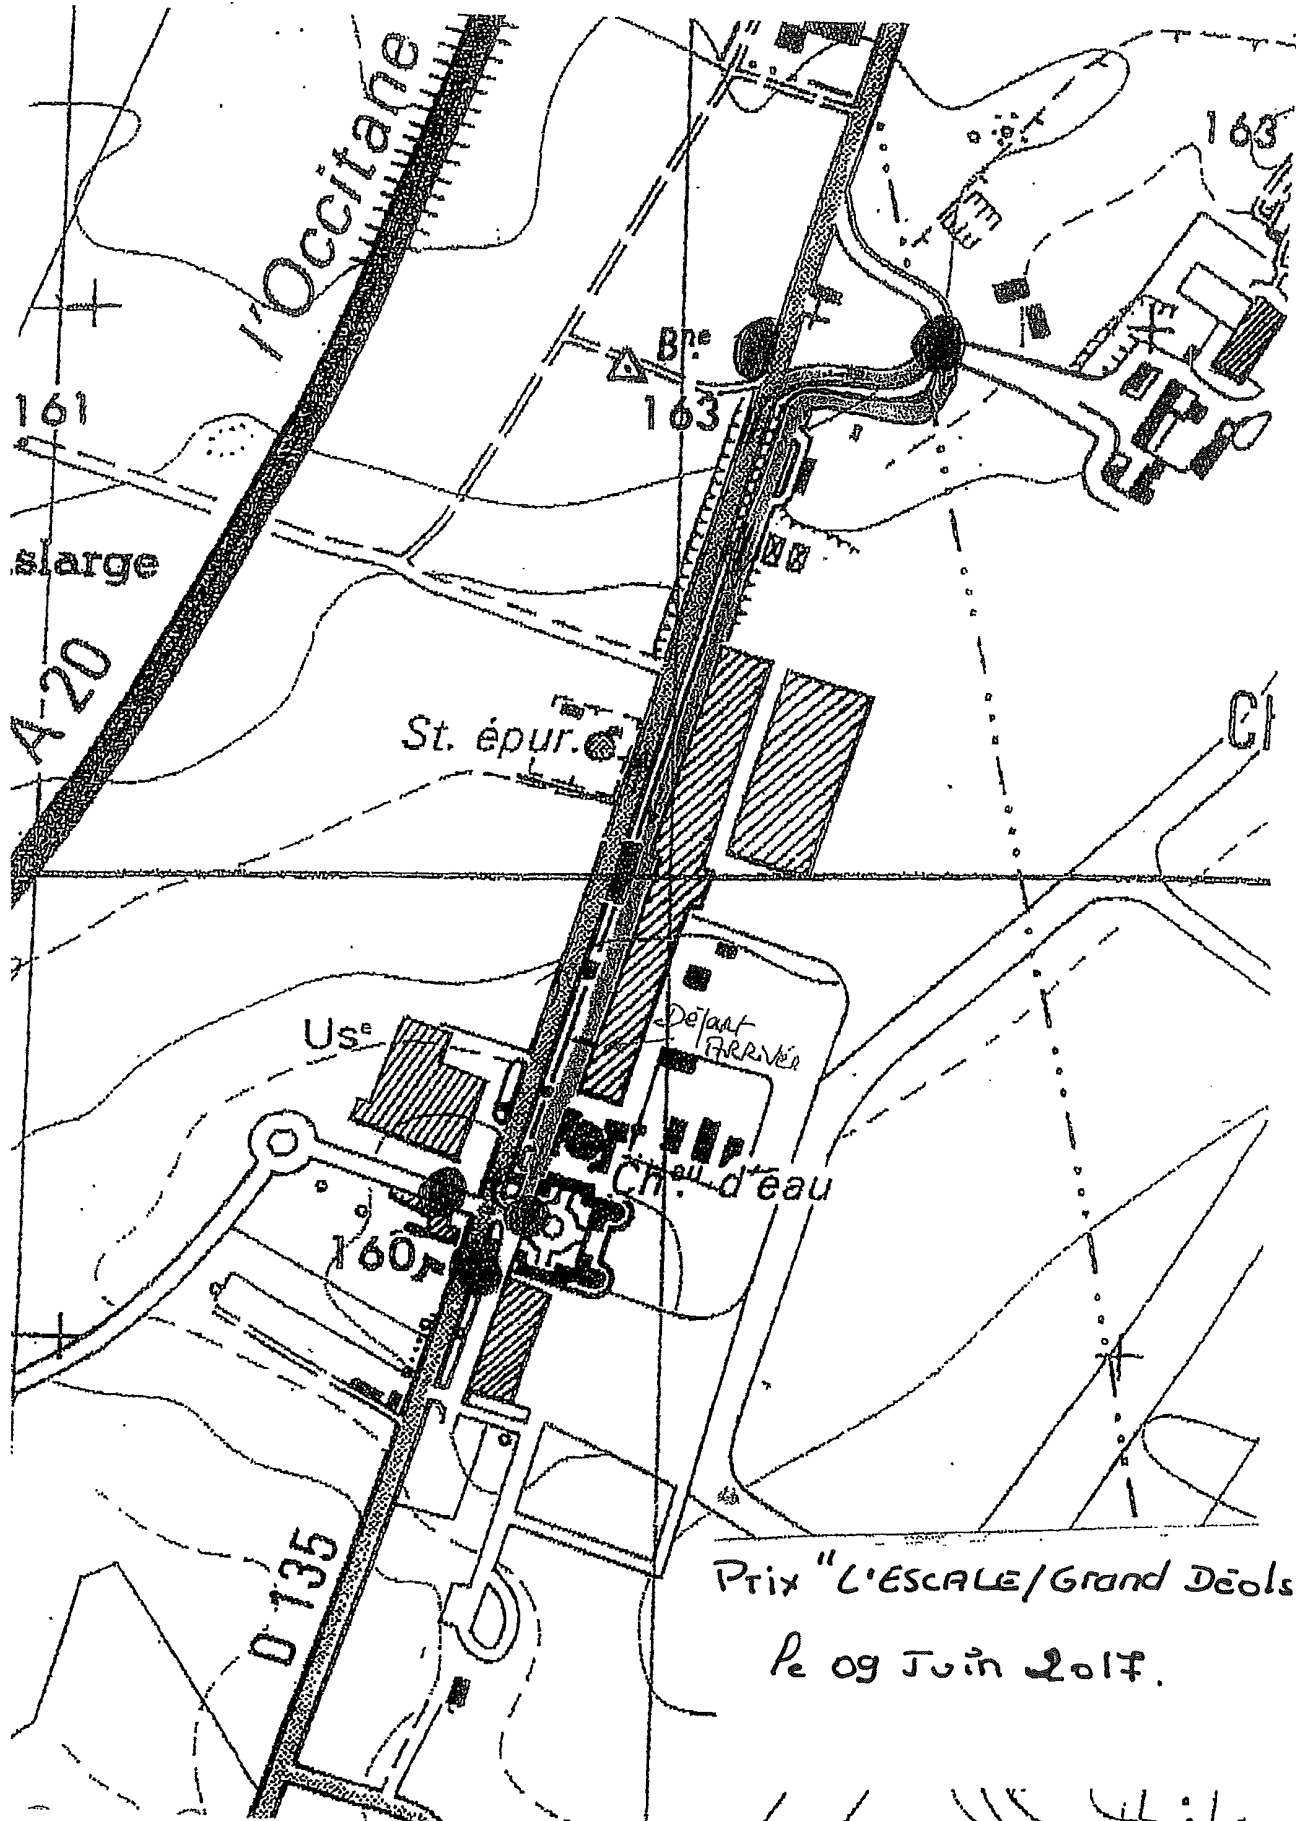 l'Occitane
163
Bne
161
163
slarge
A 20
St. épur.
Cl
Use
Départ
ARRIVÉE
Chau d'eau
160
D 135
Prix "L'ESCALE/Grand Déols
le 09 Juin 2017.